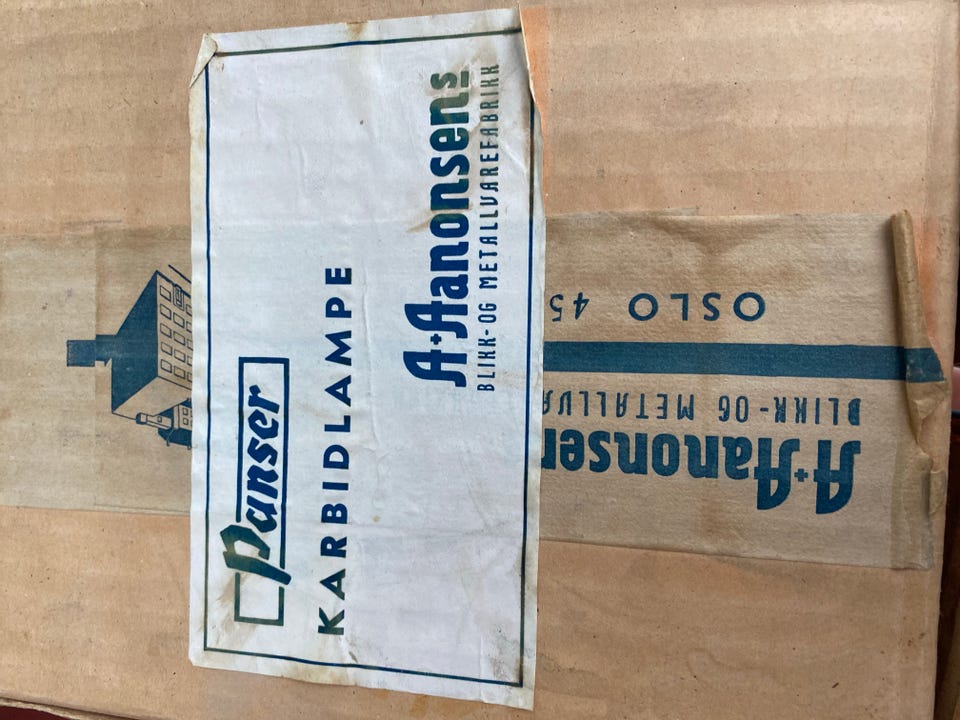 Panser
KARBIDLAMPE
A+Aanonsens
BLIKK-OG METALLVAREFABRIKK
A+Aanonsen
BLIKK-OG METALLVA
OSLO 45